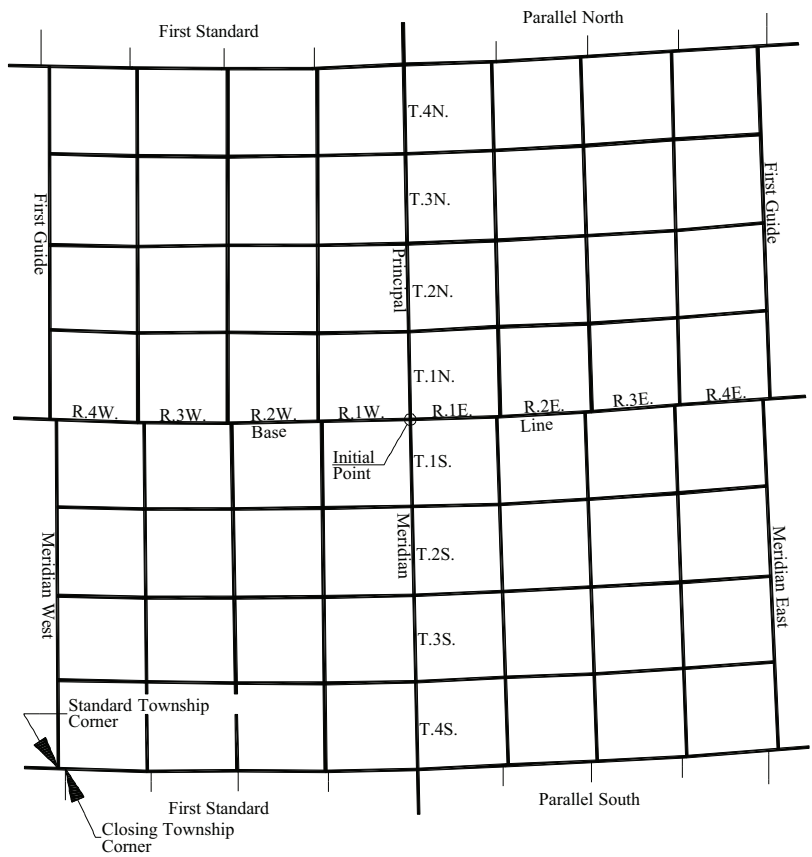 First Standard
Parallel North
T.4N.
T.3N.
First Guide
First Guide
Principal
T.2N.
T.1N.
R.4W.
R.3W.
R.2W.
R.1W.
R.1E.
R.2E.
R.3E.
R.4E.
Base
Line
Initial
Point
T.1S.
Meridian West
Meridian
T.2S.
Meridian East
T.3S.
Standard Township
Corner
T.4S.
First Standard
Parallel South
Closing Township
Corner